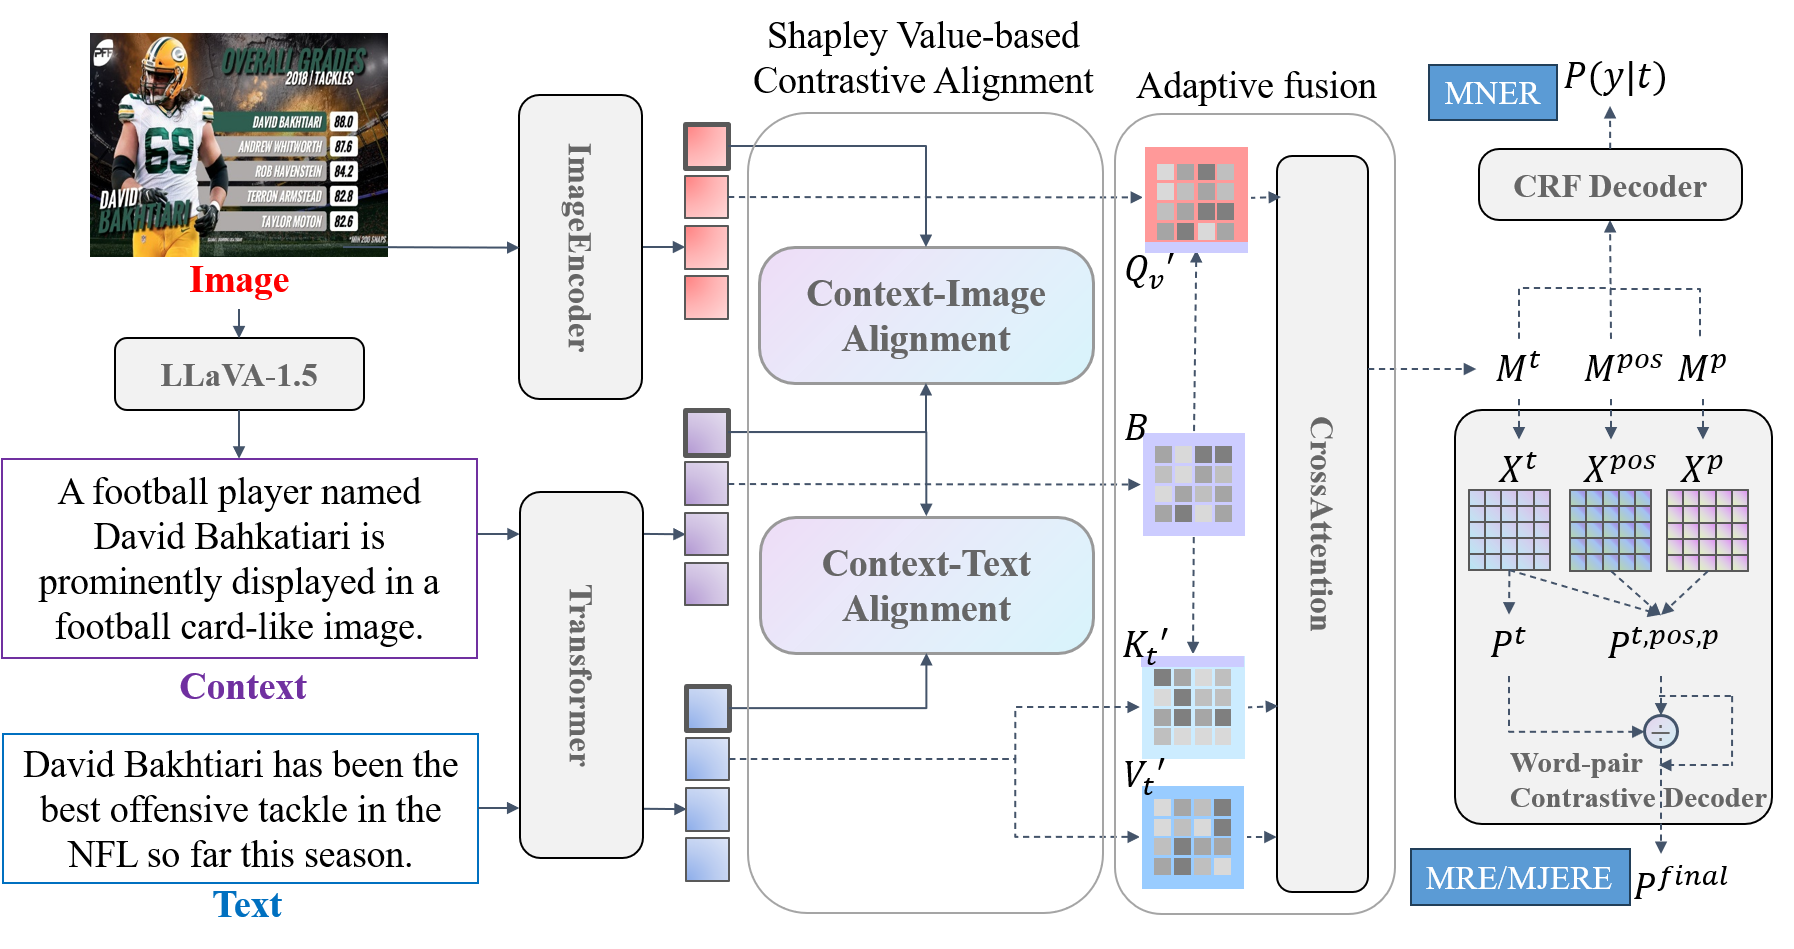 Shapley Value-based
Contrastive Alignment
Adaptive fusion
MNER
P(y|t)
PFF
OVERALL GRADES
2018 | TACKLES
DAVID BAKHTIARI 88.0
ANDREW WHITWORTH 87.6
ROB HAVENSTEIN 84.2
TERRON ARMSTEAD 82.8
TAYLOR MOTON 82.6
69
DAVID
BAKHTIARI
*MIN 200 SNAPS
Image
LLaVA-1.5
ImageEncoder
Context-Image
Alignment
Q_v'
CRF Decoder
A football player named
David Bahkatiari is
prominently displayed in a
football card-like image.
Context
Transformer
Context-Text
Alignment
B
K_t'
V_t'
CrossAttention
M^t M^pos M^p
X^t X^pos X^p
P^t P^t,pos,p
÷
Word-pair
Contrastive Decoder
David Bakhtiari has been the
best offensive tackle in the
NFL so far this season.
Text
MRE/MJERE
P^final